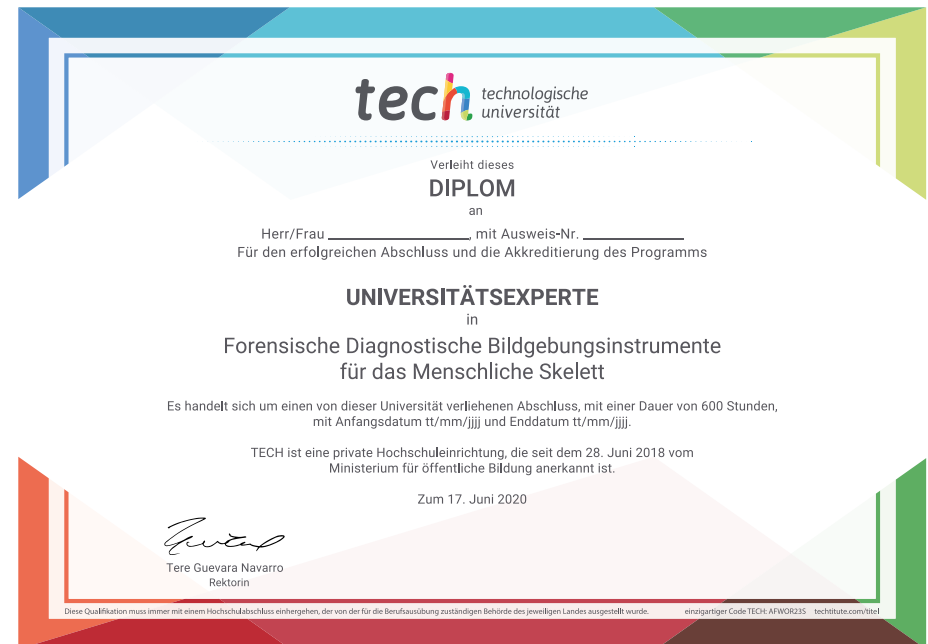 tech technologische
universität
Verleiht dieses
DIPLOM
an
Herr/Frau ____________, mit Ausweis-Nr. ____________
Für den erfolgreichen Abschluss und die Akkreditierung des Programms
UNIVERSITÄTSEXPERTE
in
Forensische Diagnostische Bildgebungsinstrumente
für das Menschliche Skelett
Es handelt sich um einen von dieser Universität verliehenen Abschluss, mit einer Dauer von 600 Stunden,
mit Anfangsdatum tt/mm/jjjj und Enddatum tt/mm/jjjj.
TECH ist eine private Hochschuleinrichtung, die seit dem 28. Juni 2018 vom
Ministerium für öffentliche Bildung anerkannt ist.
Zum 17. Juni 2020
Tere Guevara Navarro
Rektorin
Diese Qualifikation muss immer mit einem Hochschulabschluss einhergehen, der von der für die Berufsausübung zuständigen Behörde des jeweiligen Landes ausgestellt wurde. einzigartiger Code TECH: AFWOR23S techtitute.com/titel